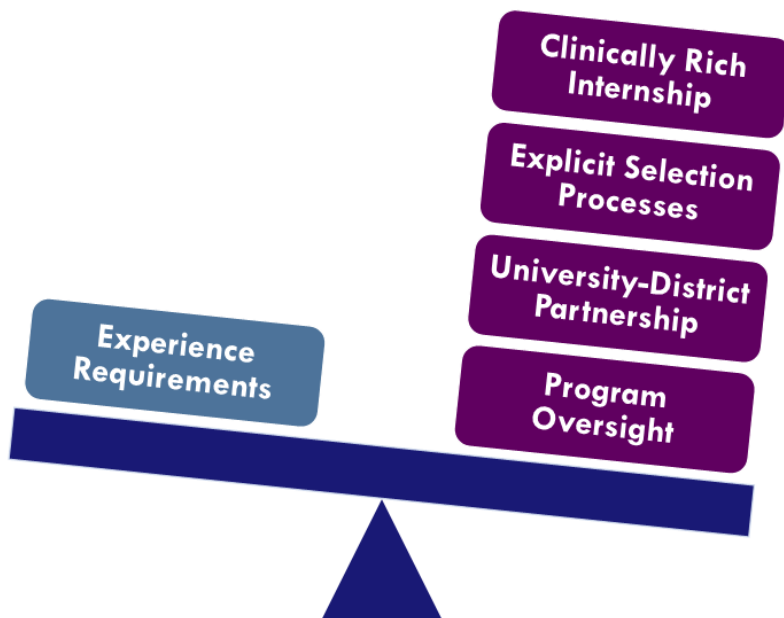 Clinically Rich
Internship
Explicit Selection
Processes
University-District
Partnership
Experience
Requirements
Program
Oversight